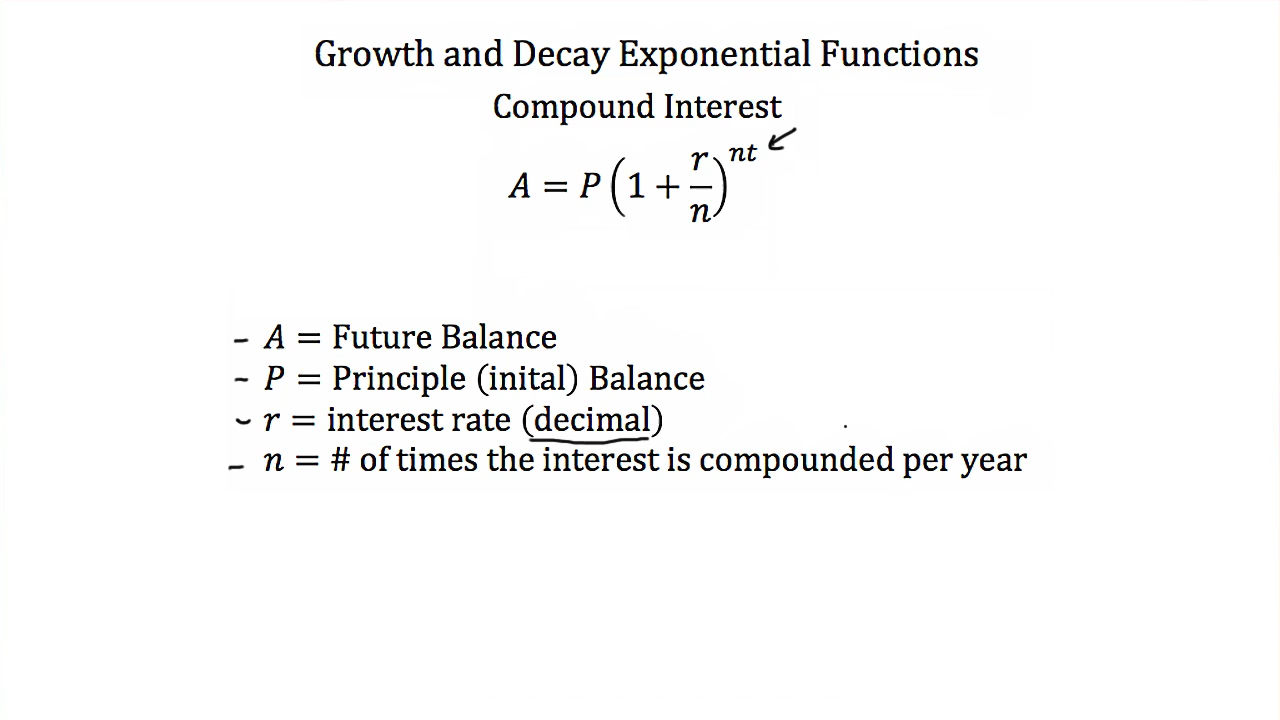 Growth and Decay Exponential Functions
Compound Interest
A = P(1 + r/n)^nt
- A = Future Balance
- P = Principle (inital) Balance
- r = interest rate (decimal)
- n = # of times the interest is compounded per year